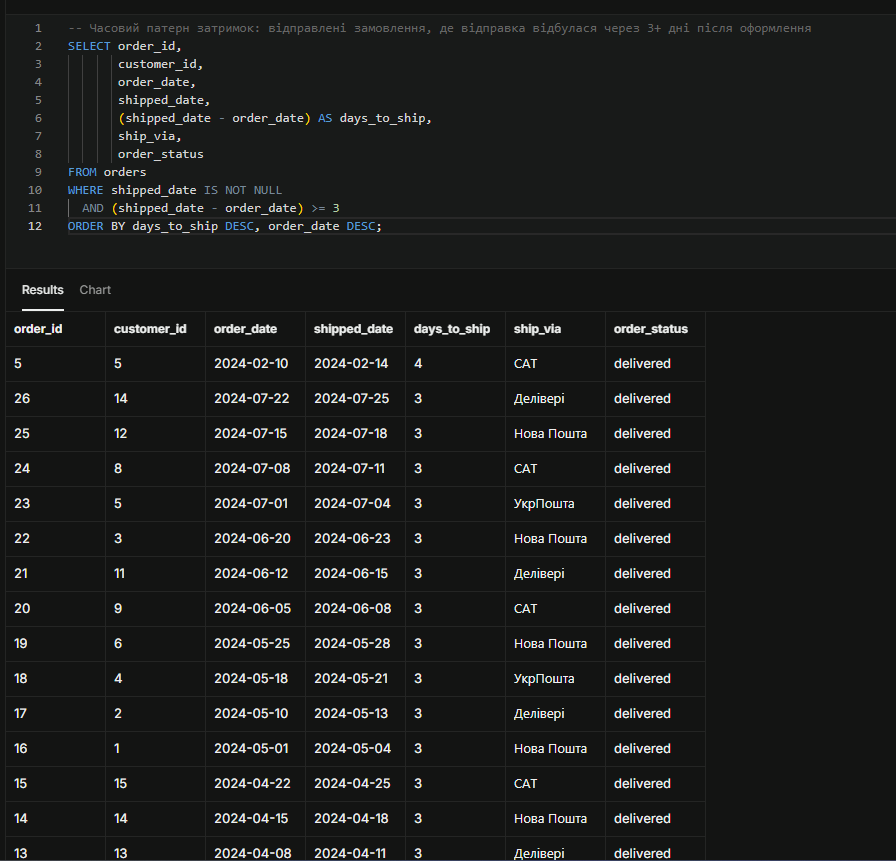 1 -- Часовий патерн затримок: відправлені замовлення, де відправка відбулася через 3+ дні після оформлення
2 SELECT order_id,
3 customer_id,
4 order_date,
5 shipped_date,
6 (shipped_date - order_date) AS days_to_ship,
7 ship_via,
8 order_status
9 FROM orders
10 WHERE shipped_date IS NOT NULL
11 AND (shipped_date - order_date) >= 3
12 ORDER BY days_to_ship DESC, order_date DESC;
Results Chart
order_id customer_id order_date shipped_date days_to_ship ship_via order_status
5 5 2024-02-10 2024-02-14 4 САТ delivered
26 14 2024-07-22 2024-07-25 3 Делівері delivered
25 12 2024-07-15 2024-07-18 3 Нова Пошта delivered
24 8 2024-07-08 2024-07-11 3 САТ delivered
23 5 2024-07-01 2024-07-04 3 УкрПошта delivered
22 3 2024-06-20 2024-06-23 3 Нова Пошта delivered
21 11 2024-06-12 2024-06-15 3 Делівері delivered
20 9 2024-06-05 2024-06-08 3 САТ delivered
19 6 2024-05-25 2024-05-28 3 Нова Пошта delivered
18 4 2024-05-18 2024-05-21 3 УкрПошта delivered
17 2 2024-05-10 2024-05-13 3 Делівері delivered
16 1 2024-05-01 2024-05-04 3 Нова Пошта delivered
15 15 2024-04-22 2024-04-25 3 САТ delivered
14 14 2024-04-15 2024-04-18 3 Нова Пошта delivered
13 13 2024-04-08 2024-04-11 3 Делівері delivered